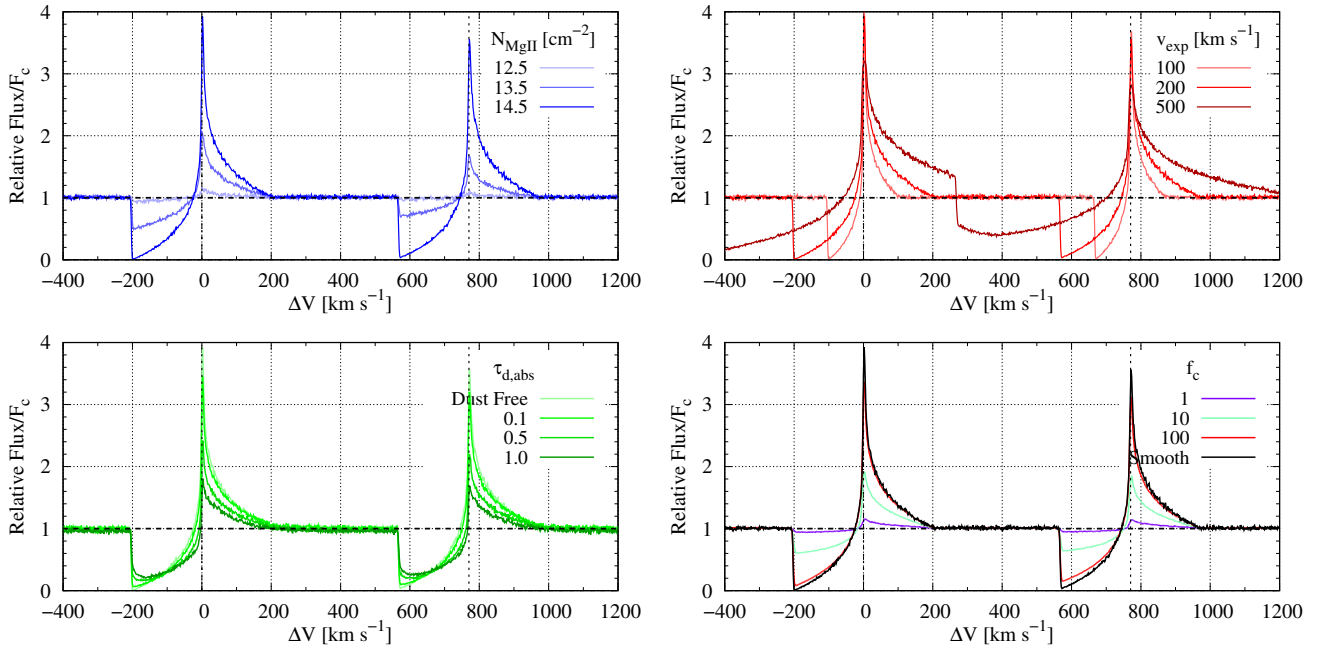 4
3
2
1
0
Relative Flux/F_c
N_MgII [cm^−2]
12.5
13.5
14.5
−400 −200 0 200 400 600 800 1000 1200
ΔV [km s^−1]
4
3
2
1
0
Relative Flux/F_c
v_exp [km s^−1]
100
200
500
−400 −200 0 200 400 600 800 1000 1200
ΔV [km s^−1]
4
3
2
1
0
Relative Flux/F_c
τ_d,abs
Dust Free
0.1
0.5
1.0
−400 −200 0 200 400 600 800 1000 1200
ΔV [km s^−1]
4
3
2
1
0
Relative Flux/F_c
f_c
1
10
100
Smooth
−400 −200 0 200 400 600 800 1000 1200
ΔV [km s^−1]